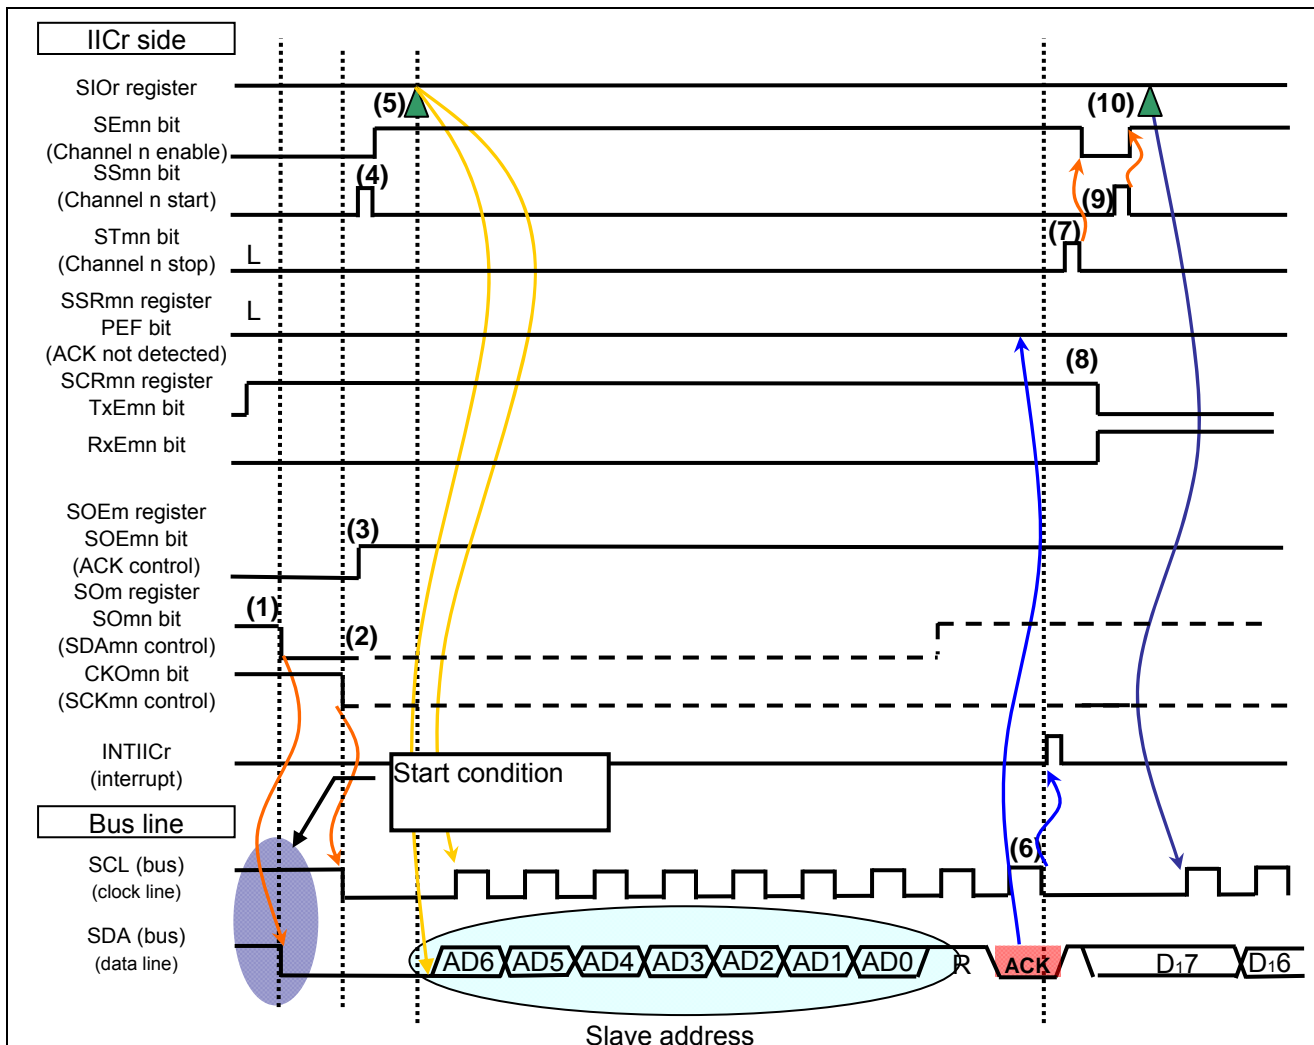 IICr side
SIOr register
(5)
(10)
SEmn bit
(Channel n enable)
SSmn bit
(4)
(Channel n start)
(9)
STmn bit
(7)
(Channel n stop)
L
SSRmn register
L
PEF bit
(ACK not detected)
(8)
SCRmn register
TxEmn bit
RxEmn bit
SOEm register
SOEmn bit
(3)
(ACK control)
SOm register
(1)
SOmn bit
(2)
(SDAmn control)
CKOmn bit
(SCKmn control)
INTIICr
(interrupt)
Start condition
Bus line
(6)
SCL (bus)
(clock line)
SDA (bus)
(data line)
AD6 AD5 AD4 AD3 AD2 AD1 AD0 R ACK D17 D16
Slave address